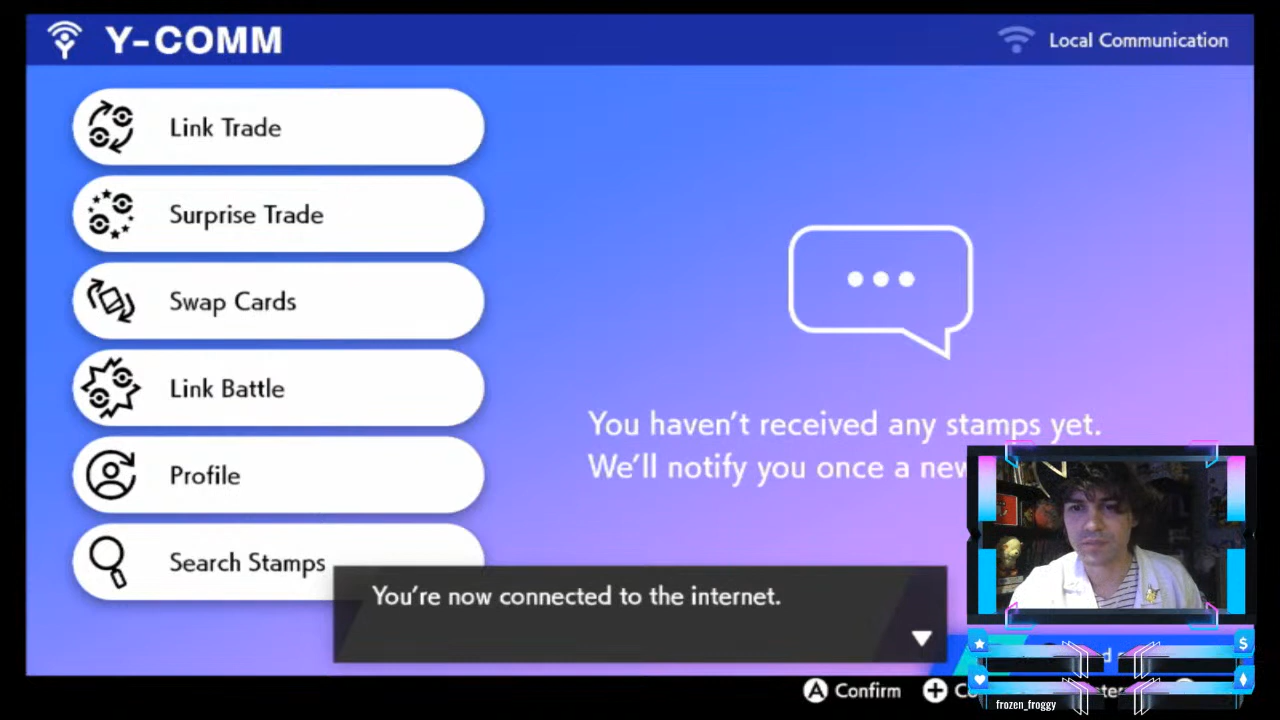 Y-COMM
Local Communication
Link Trade
Surprise Trade
Swap Cards
Link Battle
Profile
Search Stamps
You haven't received any stamps yet.
We'll notify you once a new
You're now connected to the internet.
A Confirm
frozen_froggy